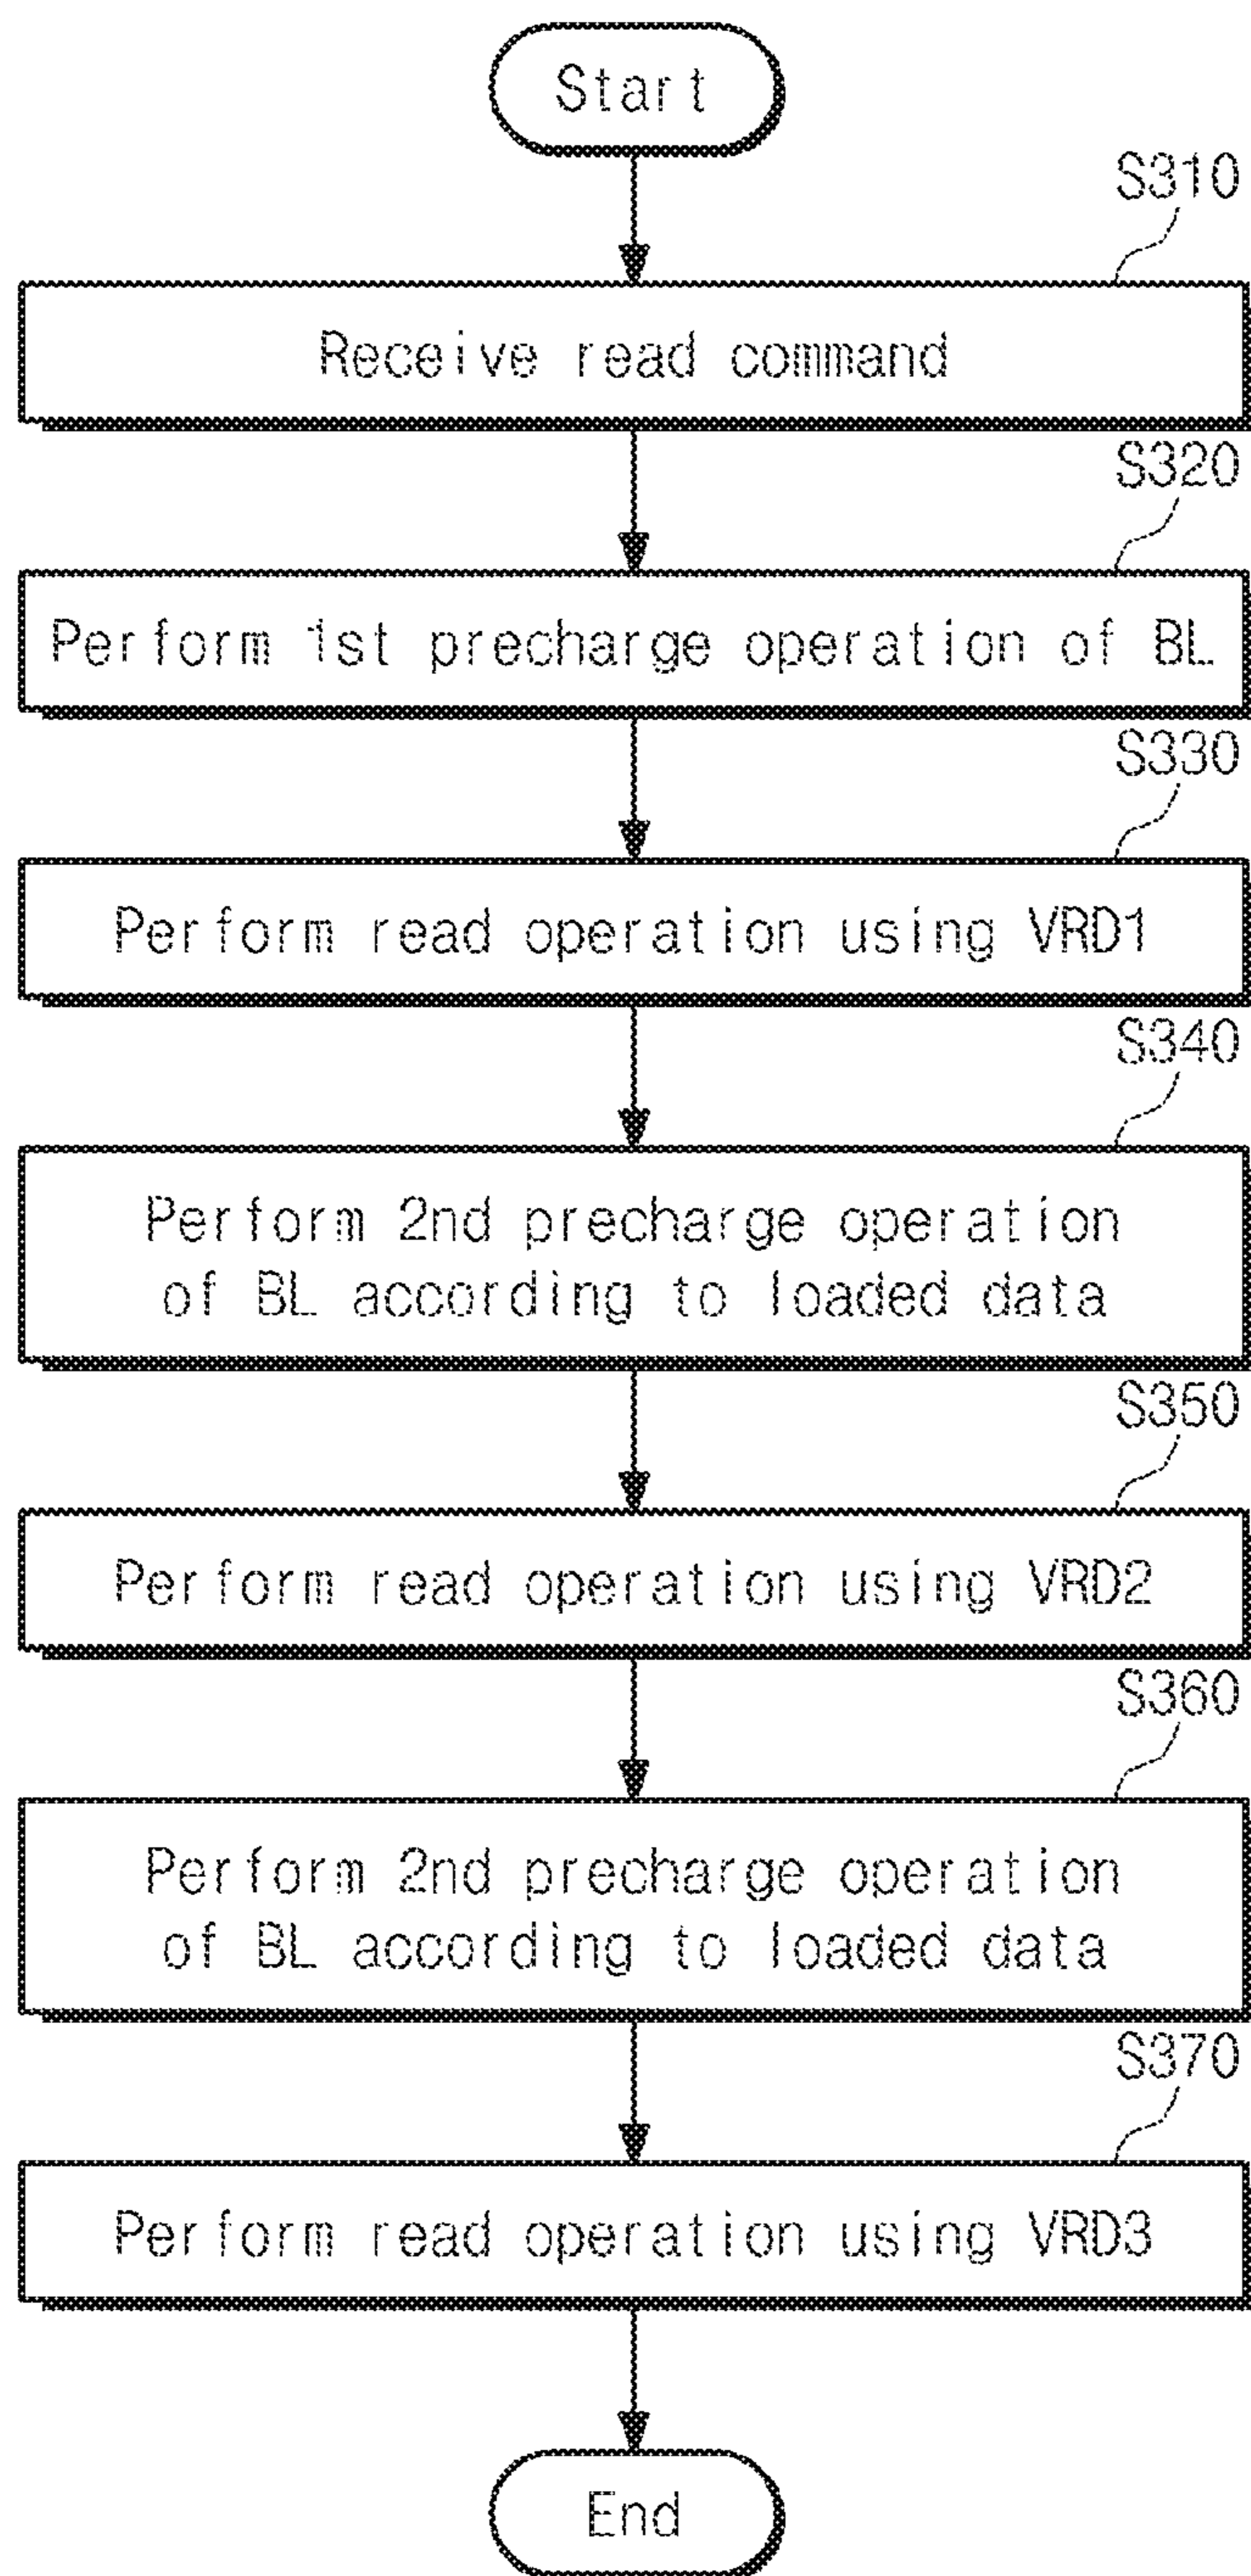 Start
S310
Receive read command
S320
Perform 1st precharge operation of BL
S330
Perform read operation using VRD1
S340
Perform 2nd precharge operation
of BL according to loaded data
S350
Perform read operation using VRD2
S360
Perform 2nd precharge operation
of BL according to loaded data
S370
Perform read operation using VRD3
End